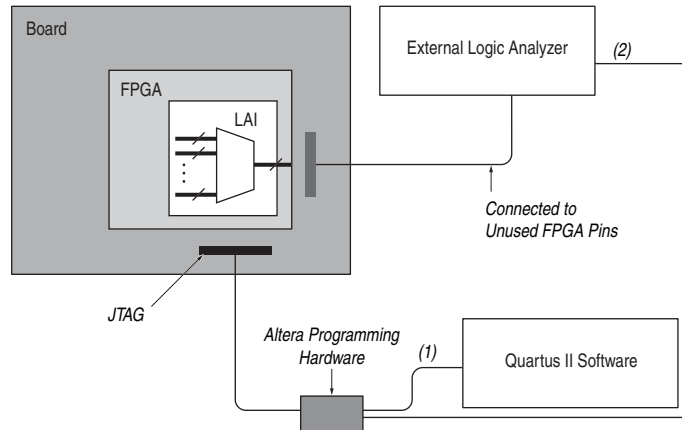 Board
External Logic Analyzer
(2)
FPGA
LAI
Connected to
Unused FPGA Pins
JTAG
Altera Programming
Hardware
(1)
Quartus II Software